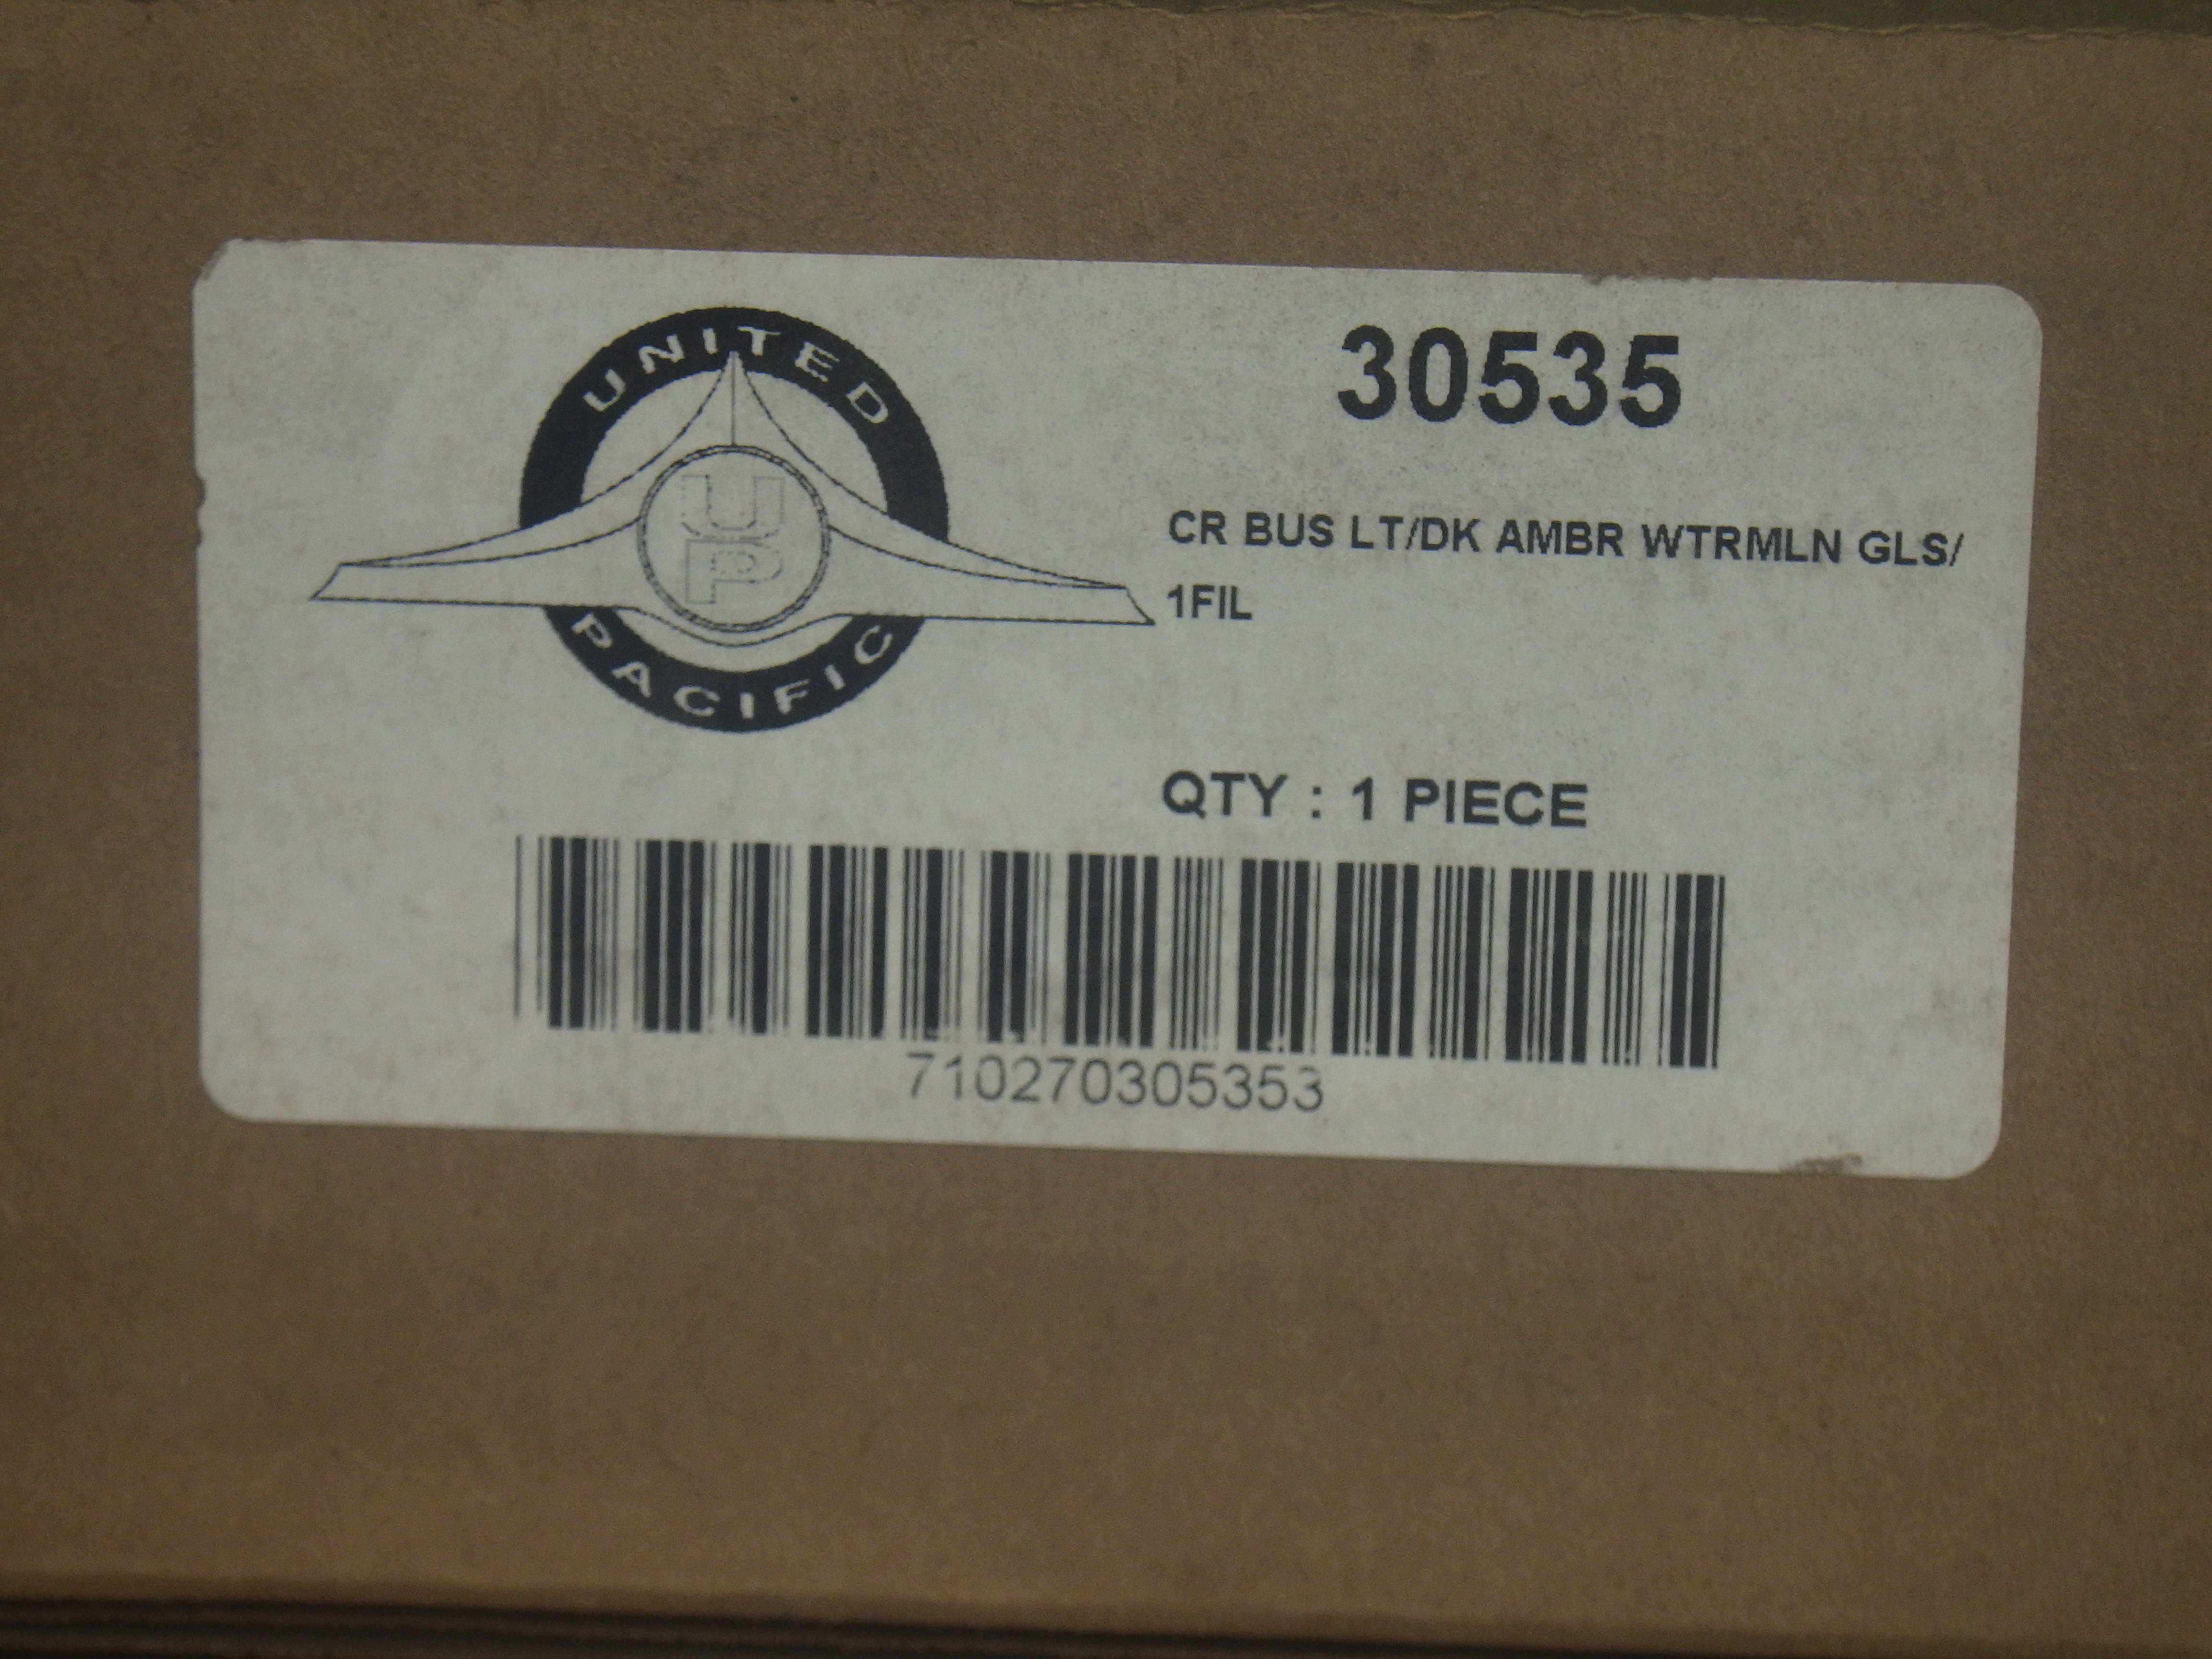 UNITED
up
PACIFIC
30535
CR BUS LT/DK AMBR WTRMLN GLS/
1FIL
QTY : 1 PIECE
710270305353